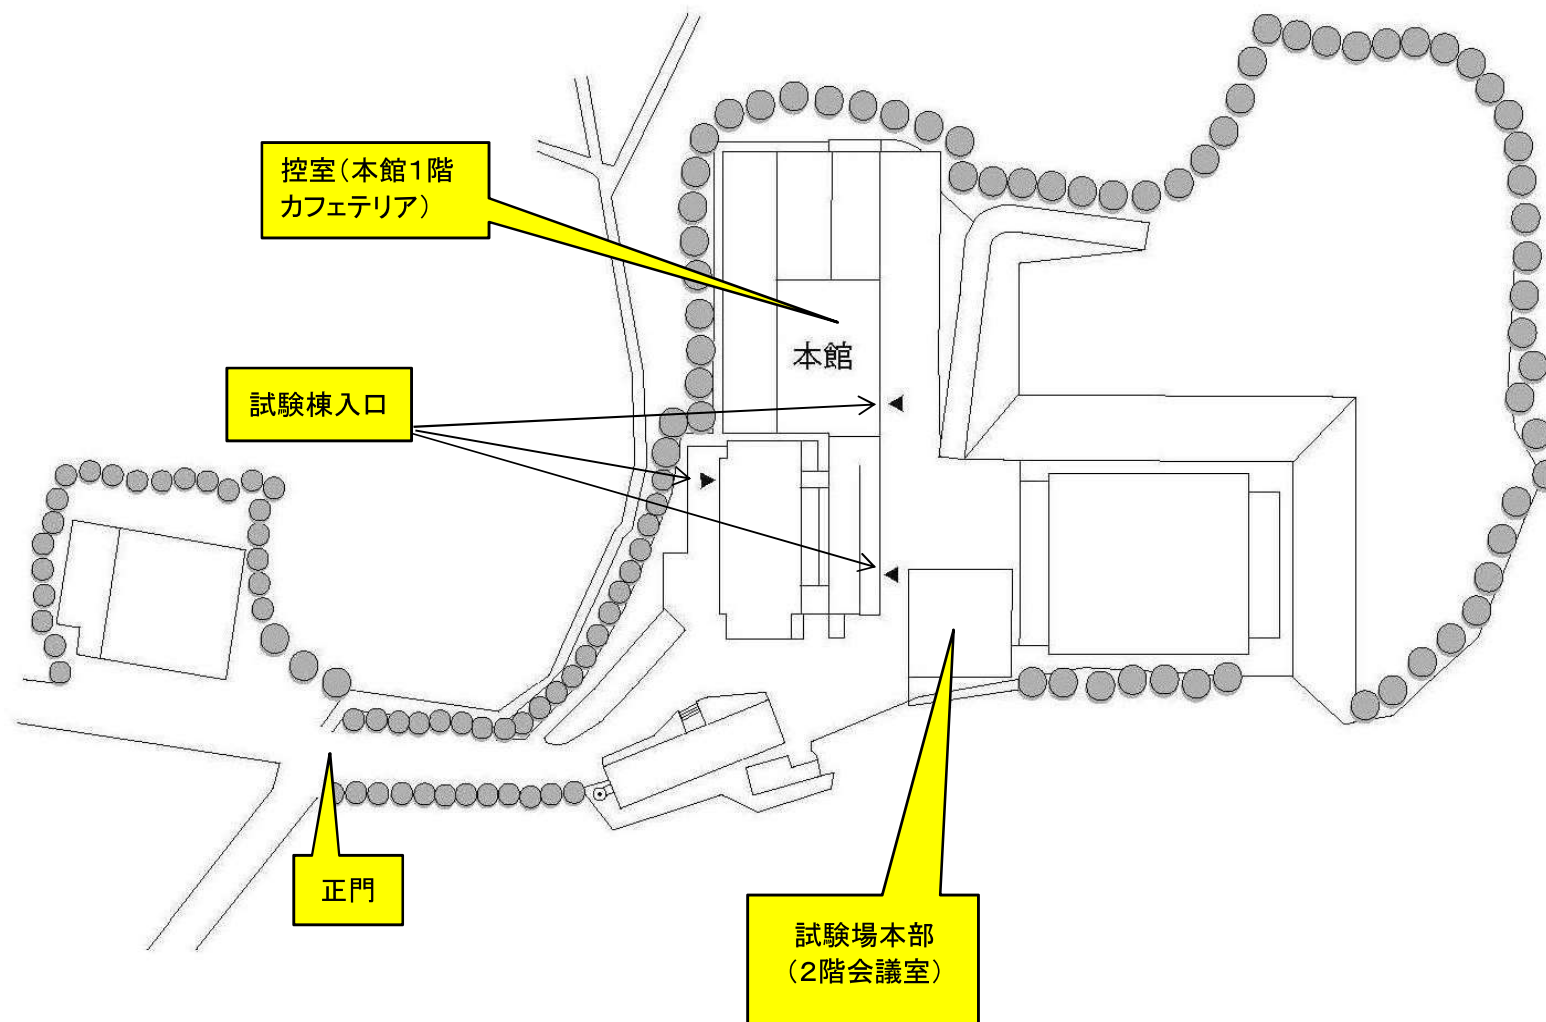 控室（本館１階
カフェテリア）
本館
試験棟入口
正門
試験場本部
（２階会議室）